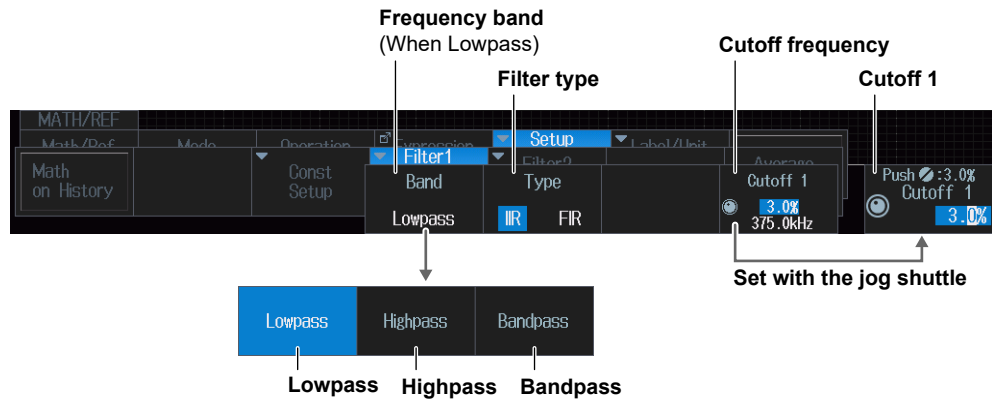 Frequency band
(When Lowpass)
Cutoff frequency
Filter type
Cutoff 1
MATH/REF
Math/Ref
Mode
Operation
Expression
Setup
Label/Unit
Filter1
Filter2
Average
Math
on History
Const
Setup
Band
Lowpass
Type
IIR FIR
Cutoff 1
3.0%
375.0kHz
Push :3.0%
Cutoff 1
3.0%
Set with the jog shuttle
Lowpass Highpass Bandpass
Lowpass Highpass Bandpass